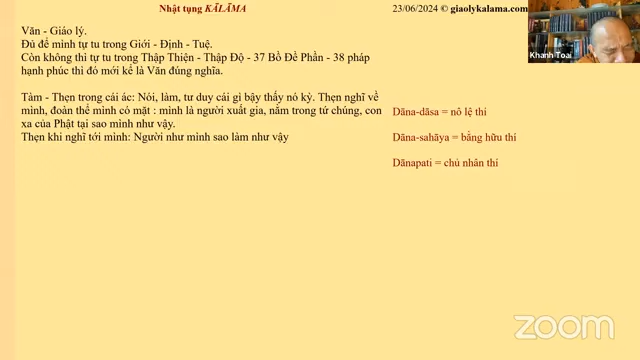 Nhật tụng KĀLĀMA
23/06/2024 © giaolykalama.com
Văn - Giáo lý.
Đủ để mình tự tu trong Giới - Định - Tuệ.
Còn không thì tự tu trong Thập Thiện - Thập Độ - 37 Bồ Đề Phần - 38 pháp
hạnh phúc thì đó mới kể là Văn đúng nghĩa.
Tàm - Thẹn trong cái ác: Nói, làm, tư duy cái gì bậy thấy nó kỳ. Thẹn nghĩ về
mình, đoàn thể mình có mặt : mình là người xuất gia, nằm trong tứ chúng, con
xa của Phật tại sao mình như vậy.
Thẹn khi nghĩ tới mình: Người như mình sao làm như vậy
Dāna-dāsa = nô lệ thí
Dāna-sahāya = bằng hữu thí
Dānapati = chủ nhân thí
Khanh Toai
zoom